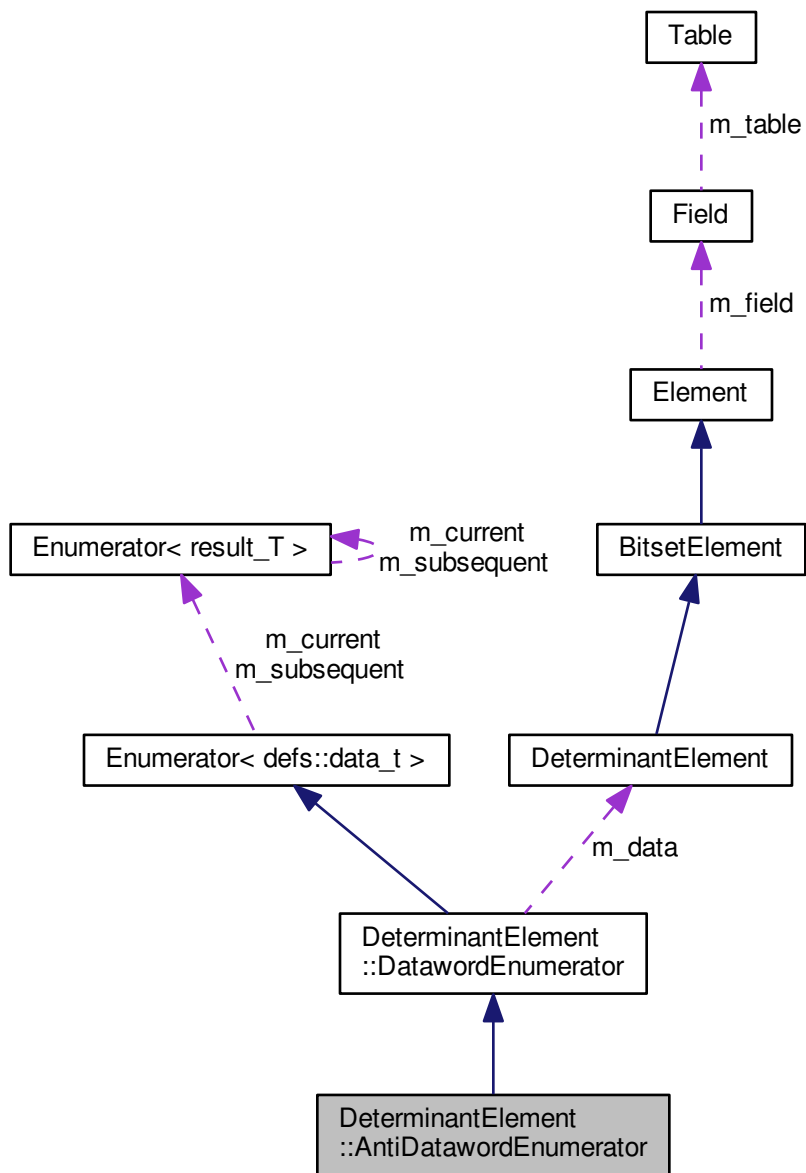 Table
m_table
Field
m_field
Element
Enumerator< result_T >
m_current
m_subsequent
BitsetElement
m_current
m_subsequent
Enumerator< defs::data_t >
DeterminantElement
m_data
DeterminantElement
::DatawordEnumerator
DeterminantElement
::AntiDatawordEnumerator